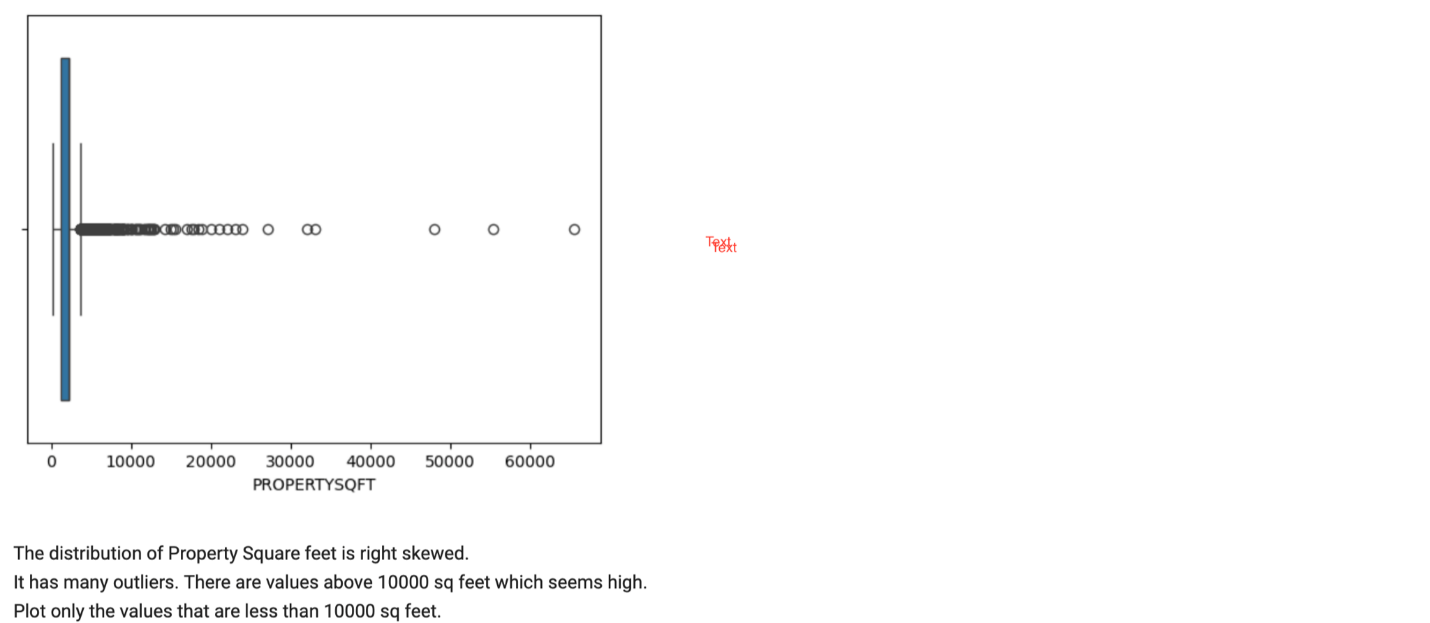 Text
Text
0 10000 20000 30000 40000 50000 60000
PROPERTYSQFT
The distribution of Property Square feet is right skewed.
It has many outliers. There are values above 10000 sq feet which seems high.
Plot only the values that are less than 10000 sq feet.